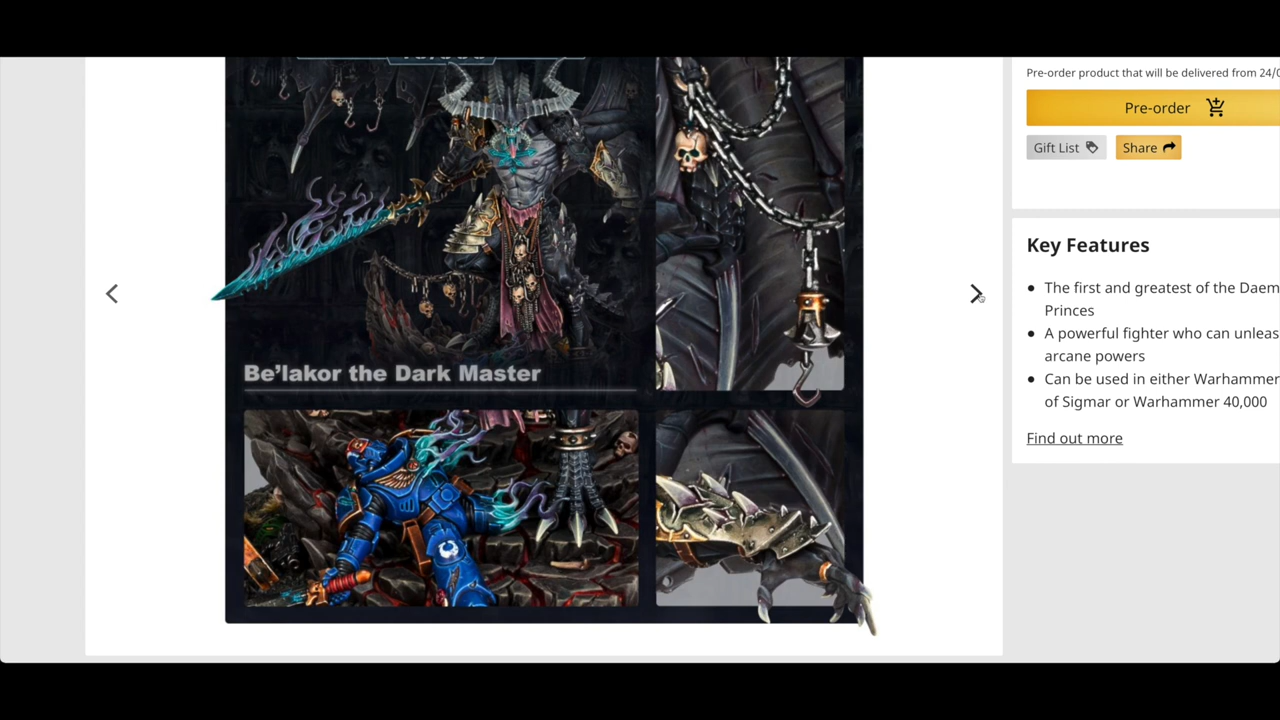 Pre-order product that will be delivered from 24/0
Pre-order
Gift List
Share
Key Features
The first and greatest of the Daem
Princes
A powerful fighter who can unleas
arcane powers
Can be used in either Warhammer
of Sigmar or Warhammer 40,000
Find out more
Be'lakor the Dark Master